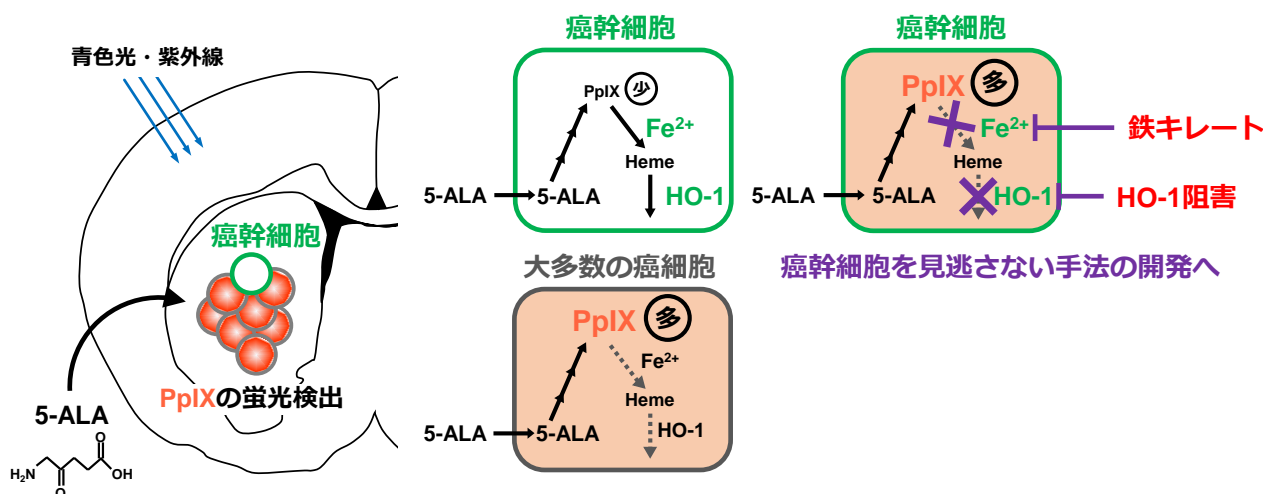 青色光・紫外線
癌幹細胞
PpIXの蛍光検出
5-ALA
H₂N
O
O
OH
癌幹細胞
PpIX 少
Fe²⁺
Heme
5-ALA
5-ALA
HO-1
癌幹細胞
PpIX 多
Fe²⁺
鉄キレート
Heme
5-ALA
5-ALA
HO-1
HO-1阻害
大多数の癌細胞
PpIX 多
Fe²⁺
Heme
5-ALA
5-ALA
HO-1
癌幹細胞を見逃さない手法の開発へ